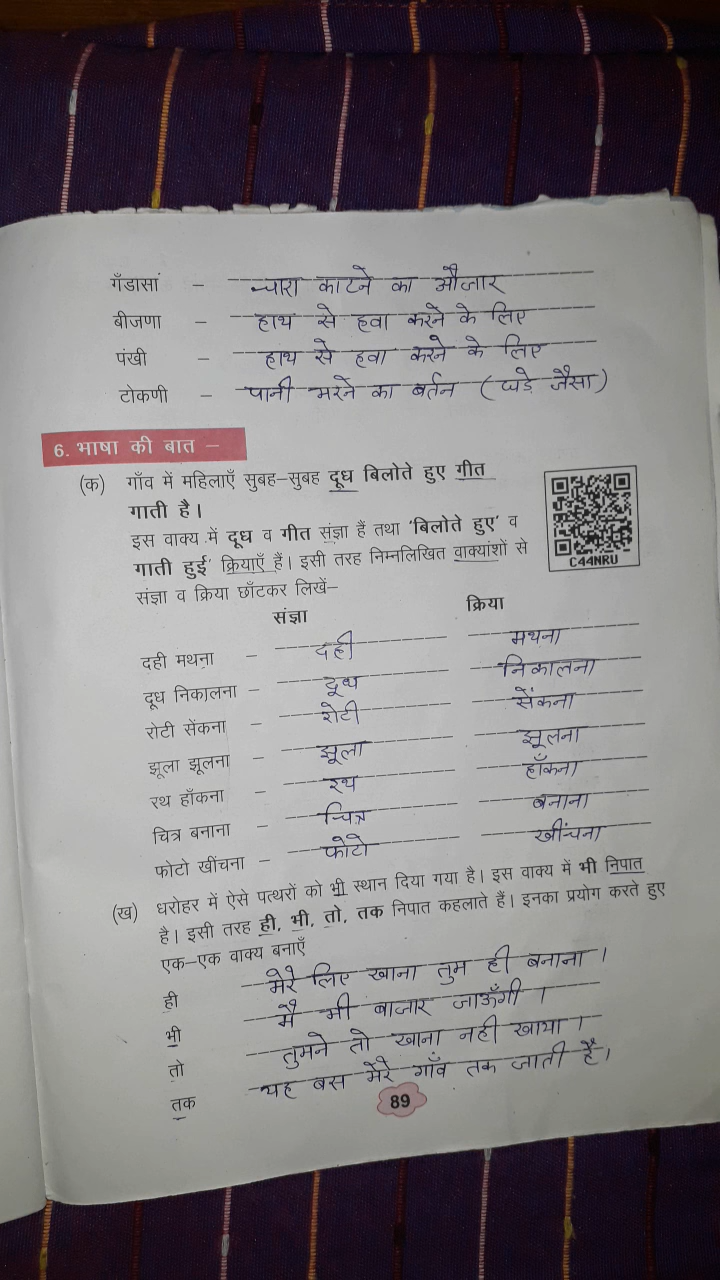 गँडासां – चारा काटने का औजार
बीजणा – हाथ से हवा करने के लिए
पंखी – हाथ से हवा करने के लिए
टोकणी – पानी भरने का बर्तन (घड़े जैसा)
6. भाषा की बात –
(क) गाँव में महिलाएँ सुबह–सुबह दूध बिलोते हुए गीत
गाती है।
इस वाक्य में दूध व गीत संज्ञा हैं तथा 'बिलोते हुए' व
गाती हुई' क्रियाएँ हैं। इसी तरह निम्नलिखित वाक्यांशों से
संज्ञा व क्रिया छाँटकर लिखें–
C44NRU
संज्ञा क्रिया
दही मथना – दही मथना
दूध निकालना – दूध निकालना
रोटी सेंकना – रोटी सेंकना
झूला झूलना – झूला झूलना
रथ हाँकना – रथ हाँकना
चित्र बनाना – चित्र बनाना
फोटो खींचना – फोटो खींचना
(ख) धरोहर में ऐसे पत्थरों को भी स्थान दिया गया है। इस वाक्य में भी निपात
है। इसी तरह ही, भी, तो, तक निपात कहलाते हैं। इनका प्रयोग करते हुए
एक–एक वाक्य बनाएँ
ही मेरे लिए खाना तुम ही बनाना।
भी मै भी बाजार जाऊँगी।
तो तुमने तो खाना नही खाया।
तक यह बस मेरे गाँव तक जाती है।
89